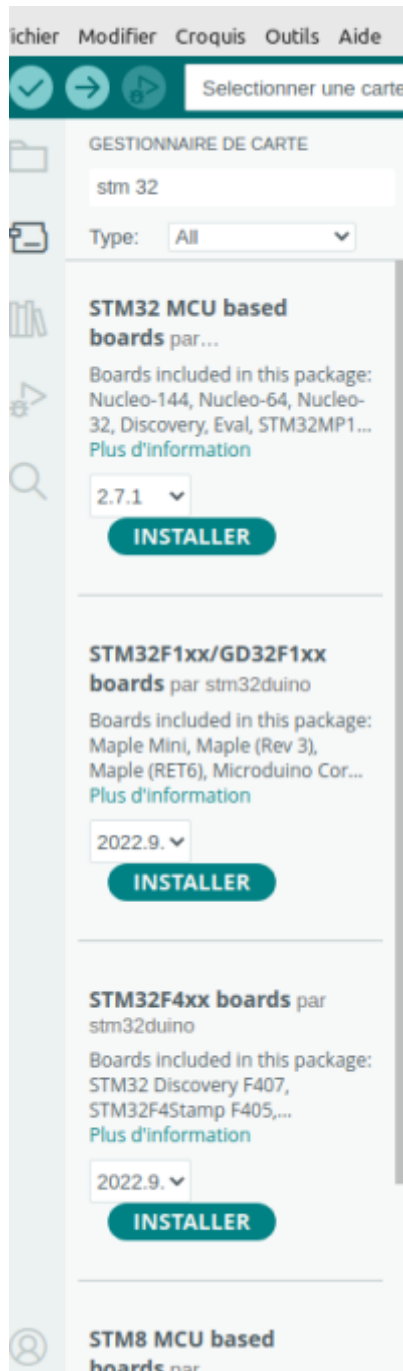 ichier Modifier Croquis Outils Aide
Selectionner une carte
GESTIONNAIRE DE CARTE
stm 32
Type: All
STM32 MCU based
boards par...
Boards included in this package:
Nucleo-144, Nucleo-64, Nucleo-
32, Discovery, Eval, STM32MP1...
Plus d'information
2.7.1
INSTALLER
STM32F1xx/GD32F1xx
boards par stm32duino
Boards included in this package:
Maple Mini, Maple (Rev 3),
Maple (RET6), Microduino Cor...
Plus d'information
2022.9.
INSTALLER
STM32F4xx boards par
stm32duino
Boards included in this package:
STM32 Discovery F407,
STM32F4Stamp F405,...
Plus d'information
2022.9.
INSTALLER
STM8 MCU based
boards par